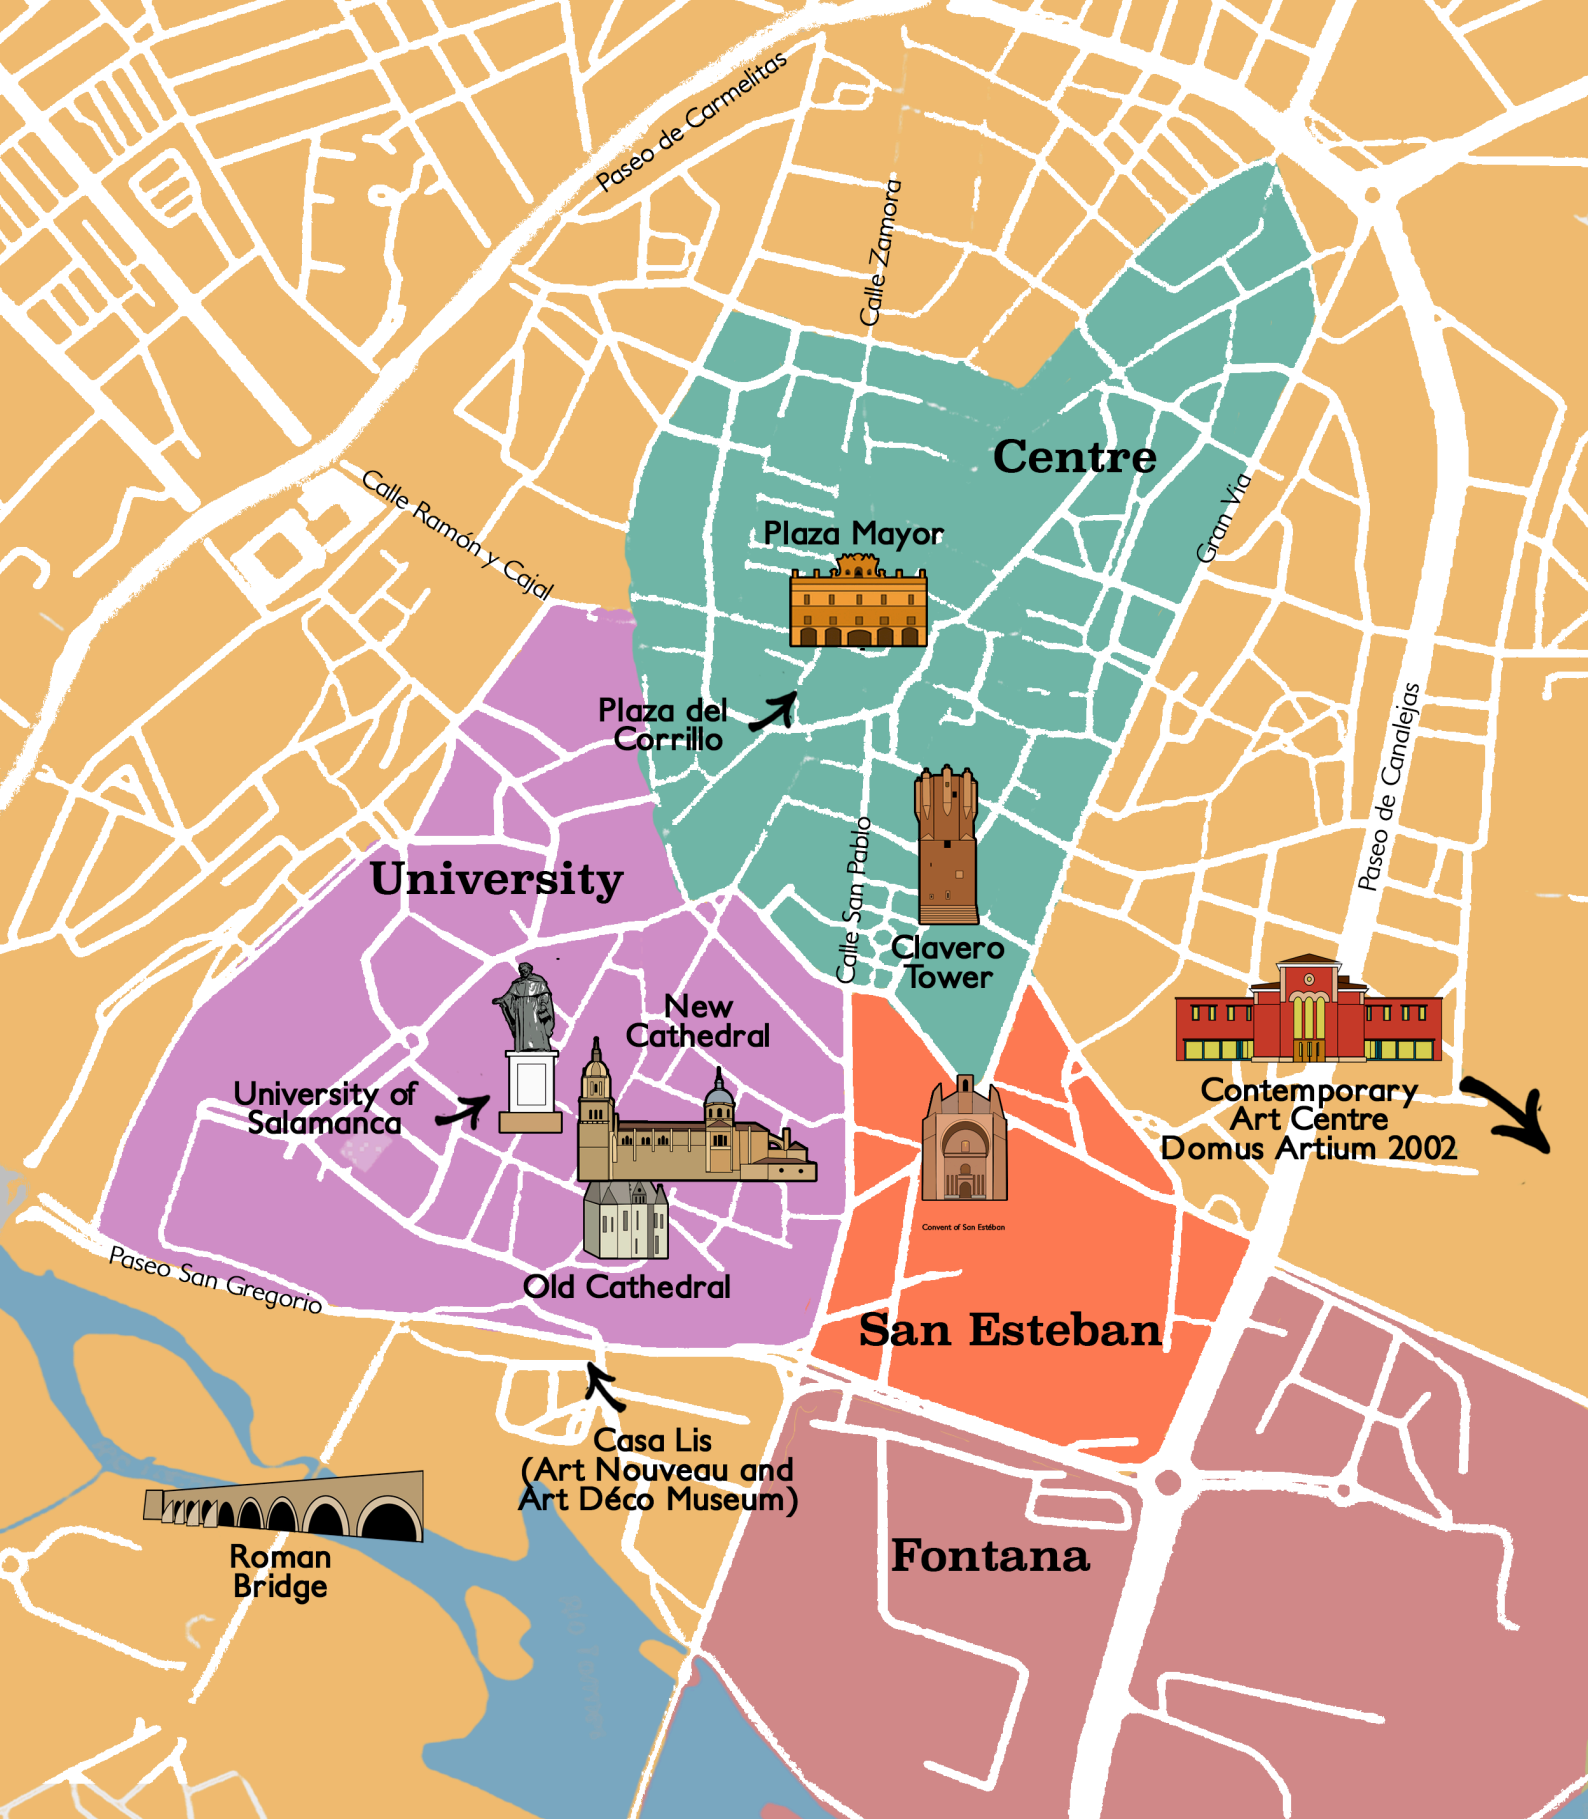 Paseo de Carmelitas
Calle Zamora
Centre
Calle Ramón y Cajal
Gran Via
Plaza Mayor
Plaza del
Corrillo
Paseo de Canalejas
University
Calle San Pablo
Clavero
Tower
New
Cathedral
University of
Salamanca
Contemporary
Art Centre
Domus Artium 2002
Convent of San Estéban
Paseo San Gregorio
Old Cathedral
San Esteban
Casa Lis
(Art Nouveau and
Art Déco Museum)
Roman
Bridge
Fontana